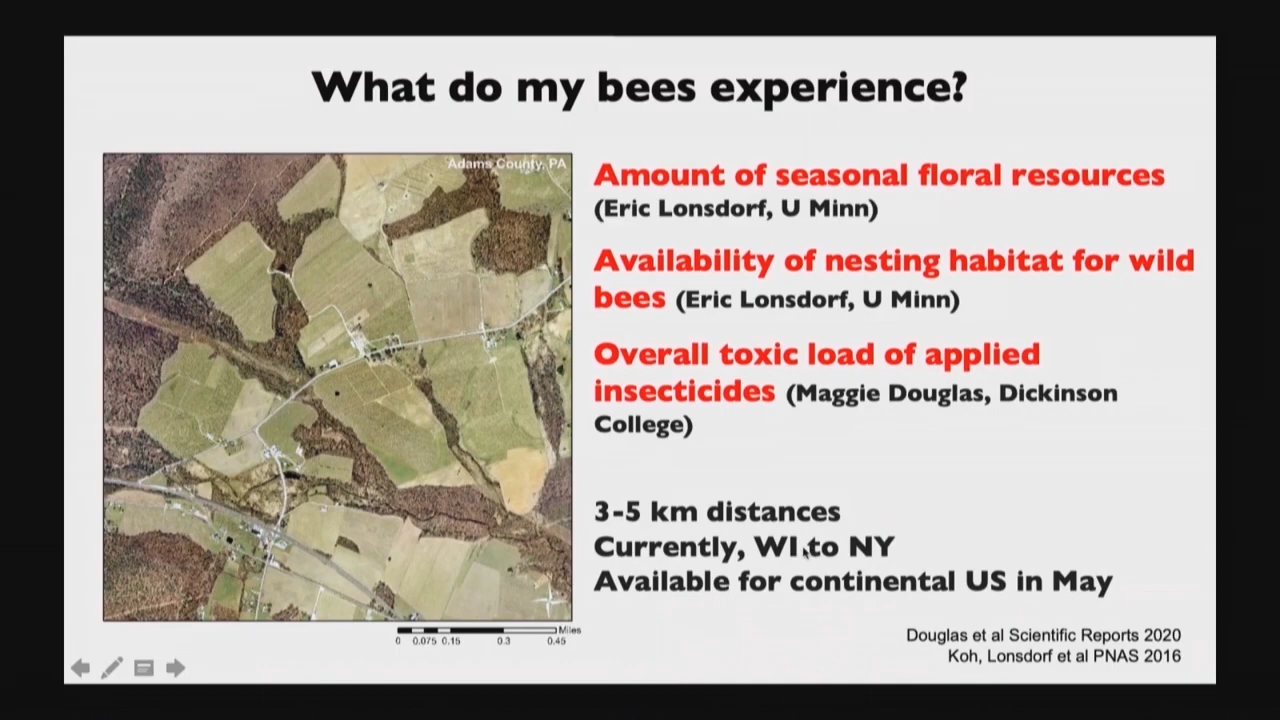 What do my bees experience?
Adams County, PA
Amount of seasonal floral resources
(Eric Lonsdorf, U Minn)
Availability of nesting habitat for wild
bees (Eric Lonsdorf, U Minn)
Overall toxic load of applied
insecticides (Maggie Douglas, Dickinson
College)
3-5 km distances
Currently, WI to NY
Available for continental US in May
Miles
0 0.075 0.15 0.3 0.45
Douglas et al Scientific Reports 2020
Koh, Lonsdorf et al PNAS 2016